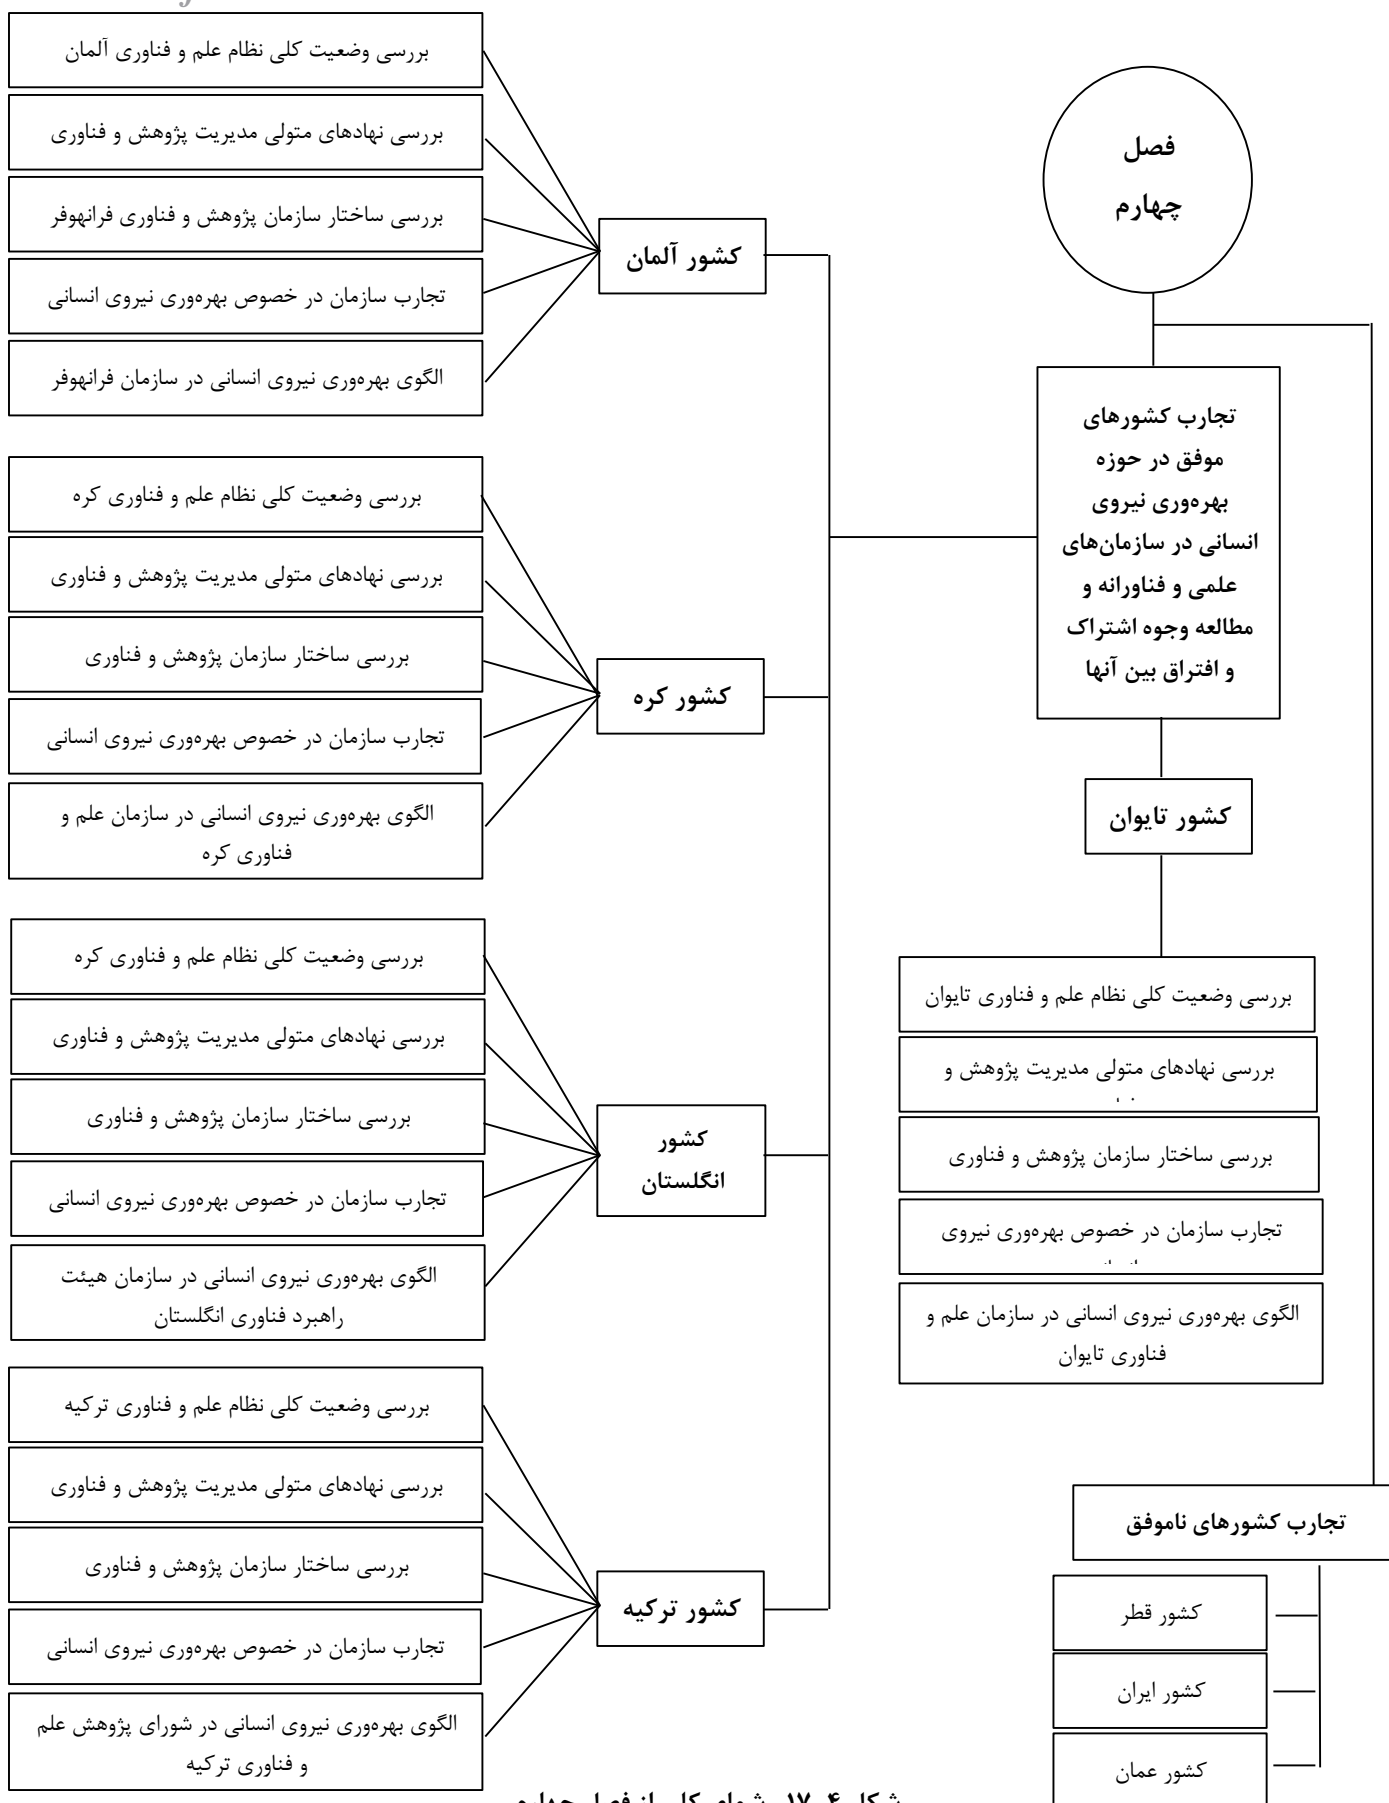 فصل
چهارم
تجارب کشورهای
موفق در حوزه
بهره‌وری نیروی
انسانی در سازمان‌های
علمی و فناورانه و
مطالعه وجوه اشتراک
و افتراق بین آنها
کشور آلمان
بررسی وضعیت کلی نظام علم و فناوری آلمان
بررسی نهادهای متولی مدیریت پژوهش و فناوری
بررسی ساختار سازمان پژوهش و فناوری فرانهوفر
تجارب سازمان در خصوص بهره‌وری نیروی انسانی
الگوی بهره‌وری نیروی انسانی در سازمان فرانهوفر
کشور کره
بررسی وضعیت کلی نظام علم و فناوری کره
بررسی نهادهای متولی مدیریت پژوهش و فناوری
بررسی ساختار سازمان پژوهش و فناوری
تجارب سازمان در خصوص بهره‌وری نیروی انسانی
الگوی بهره‌وری نیروی انسانی در سازمان علم و
فناوری کره
کشور
انگلستان
بررسی وضعیت کلی نظام علم و فناوری کره
بررسی نهادهای متولی مدیریت پژوهش و فناوری
بررسی ساختار سازمان پژوهش و فناوری
تجارب سازمان در خصوص بهره‌وری نیروی انسانی
الگوی بهره‌وری نیروی انسانی در سازمان هیئت
راهبرد فناوری انگلستان
کشور ترکیه
بررسی وضعیت کلی نظام علم و فناوری ترکیه
بررسی نهادهای متولی مدیریت پژوهش و فناوری
بررسی ساختار سازمان پژوهش و فناوری
تجارب سازمان در خصوص بهره‌وری نیروی انسانی
الگوی بهره‌وری نیروی انسانی در شورای پژوهش علم
و فناوری ترکیه
کشور تایوان
بررسی وضعیت کلی نظام علم و فناوری تایوان
بررسی نهادهای متولی مدیریت پژوهش و
بررسی ساختار سازمان پژوهش و فناوری
تجارب سازمان در خصوص بهره‌وری نیروی
الگوی بهره‌وری نیروی انسانی در سازمان علم و
فناوری تایوان
تجارب کشورهای ناموفق
کشور قطر
کشور ایران
کشور عمان